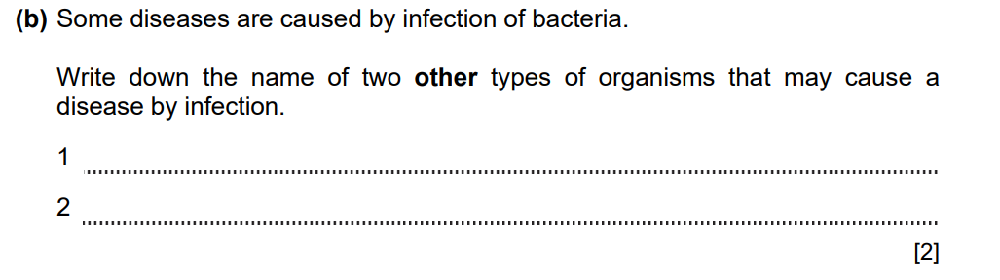 (b) Some diseases are caused by infection of bacteria.
Write down the name of two other types of organisms that may cause a
disease by infection.
1
2
[2]